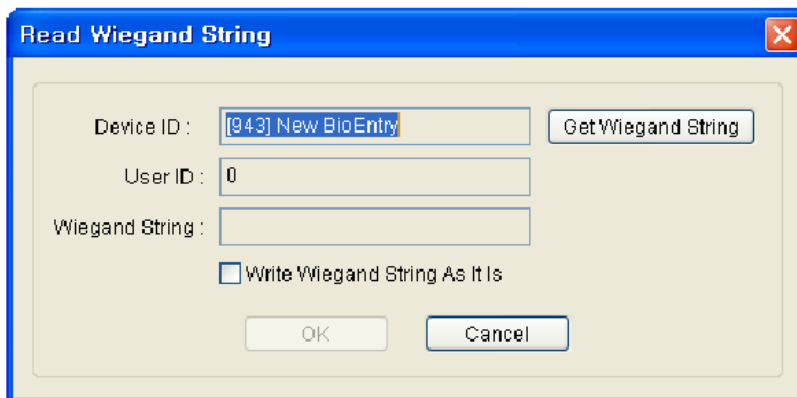 Read Wiegand String
Device ID : [943] New BioEntry Get Wiegand String
User ID : 0
Wiegand String :
Write Wiegand String As It Is
OK Cancel